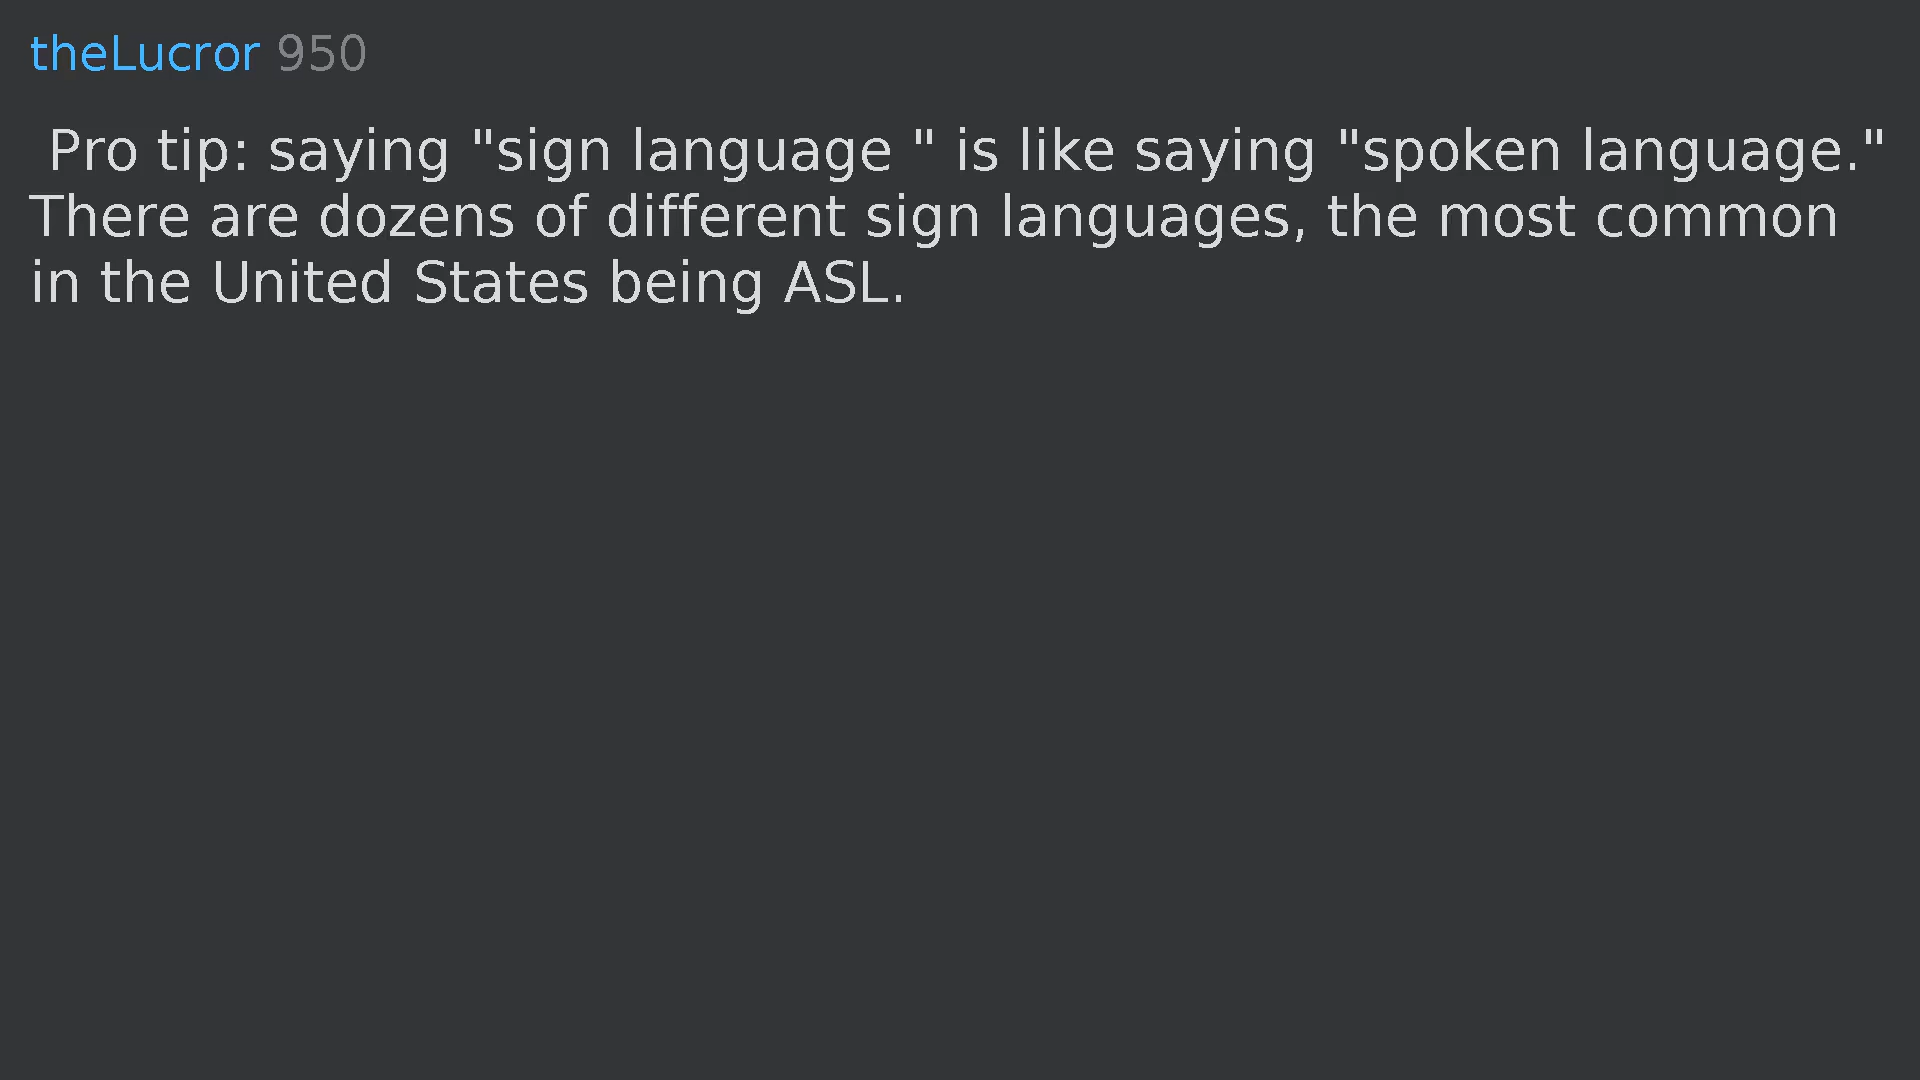 theLucror 950
Pro tip: saying "sign language " is like saying "spoken language."
There are dozens of different sign languages, the most common
in the United States being ASL.